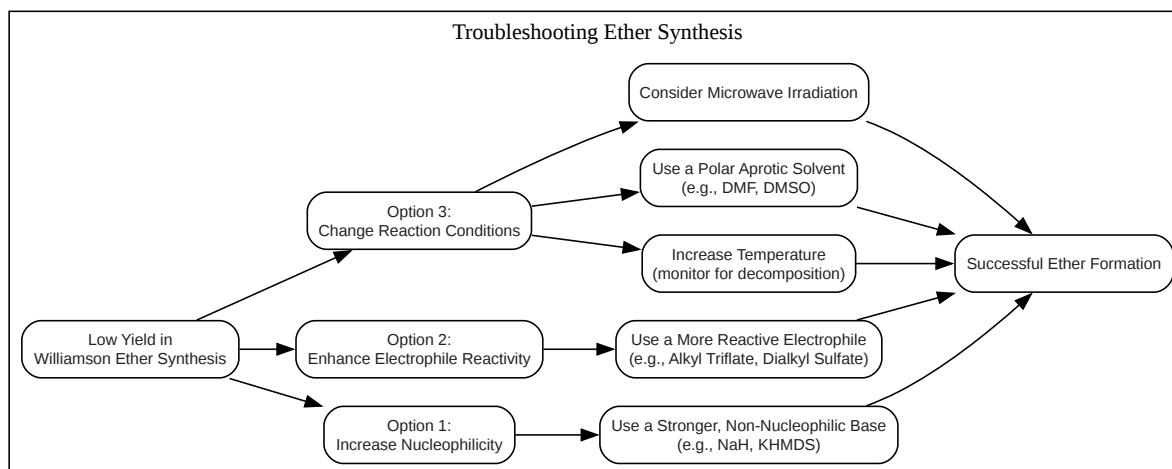 Troubleshooting Ether Synthesis
Consider Microwave Irradiation
Use a Polar Aprotic Solvent
(e.g., DMF, DMSO)
Option 3:
Change Reaction Conditions
Increase Temperature
(monitor for decomposition)
Successful Ether Formation
Low Yield in
Williamson Ether Synthesis
Option 2:
Enhance Electrophile Reactivity
Use a More Reactive Electrophile
(e.g., Alkyl Triflate, Dialkyl Sulfate)
Option 1:
Increase Nucleophilicity
Use a Stronger, Non-Nucleophilic Base
(e.g., NaH, KHMDS)